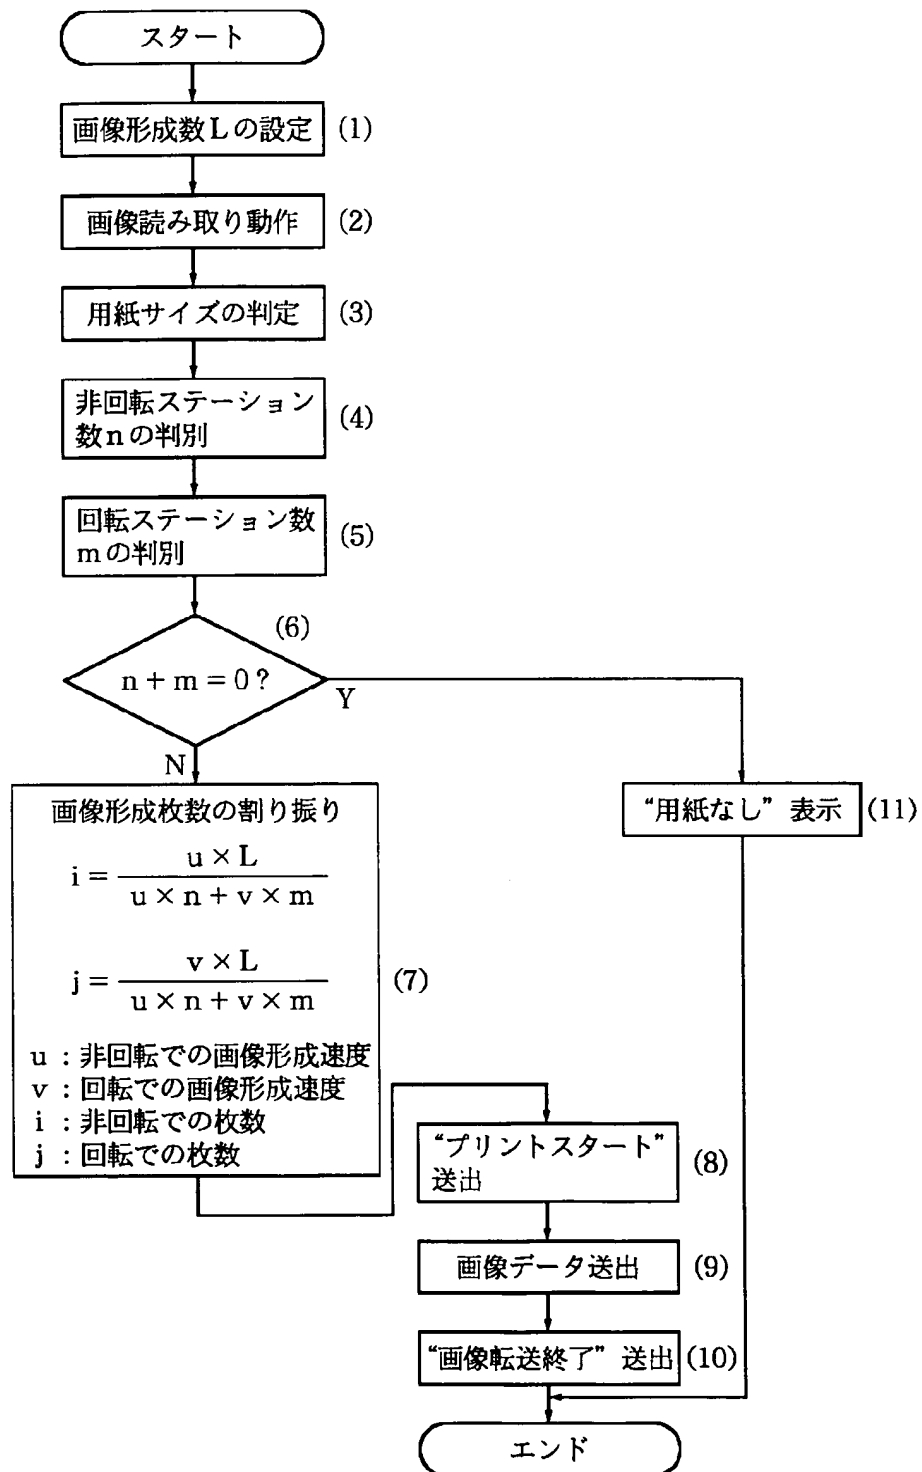 スタート
画像形成数Lの設定 (1)
画像読み取り動作 (2)
用紙サイズの判定 (3)
非回転ステーション
数nの判別
(4)
回転ステーション数
mの判別
(5)
(6)
n+m=0?
Y
N
画像形成枚数の割り振り
i = u×L / u×n+v×m
j = v×L / u×n+v×m
(7)
u：非回転での画像形成速度
v：回転での画像形成速度
i：非回転での枚数
j：回転での枚数
“用紙なし” 表示 (11)
“プリントスタート”
送出
(8)
画像データ送出 (9)
“画像転送終了” 送出 (10)
エンド